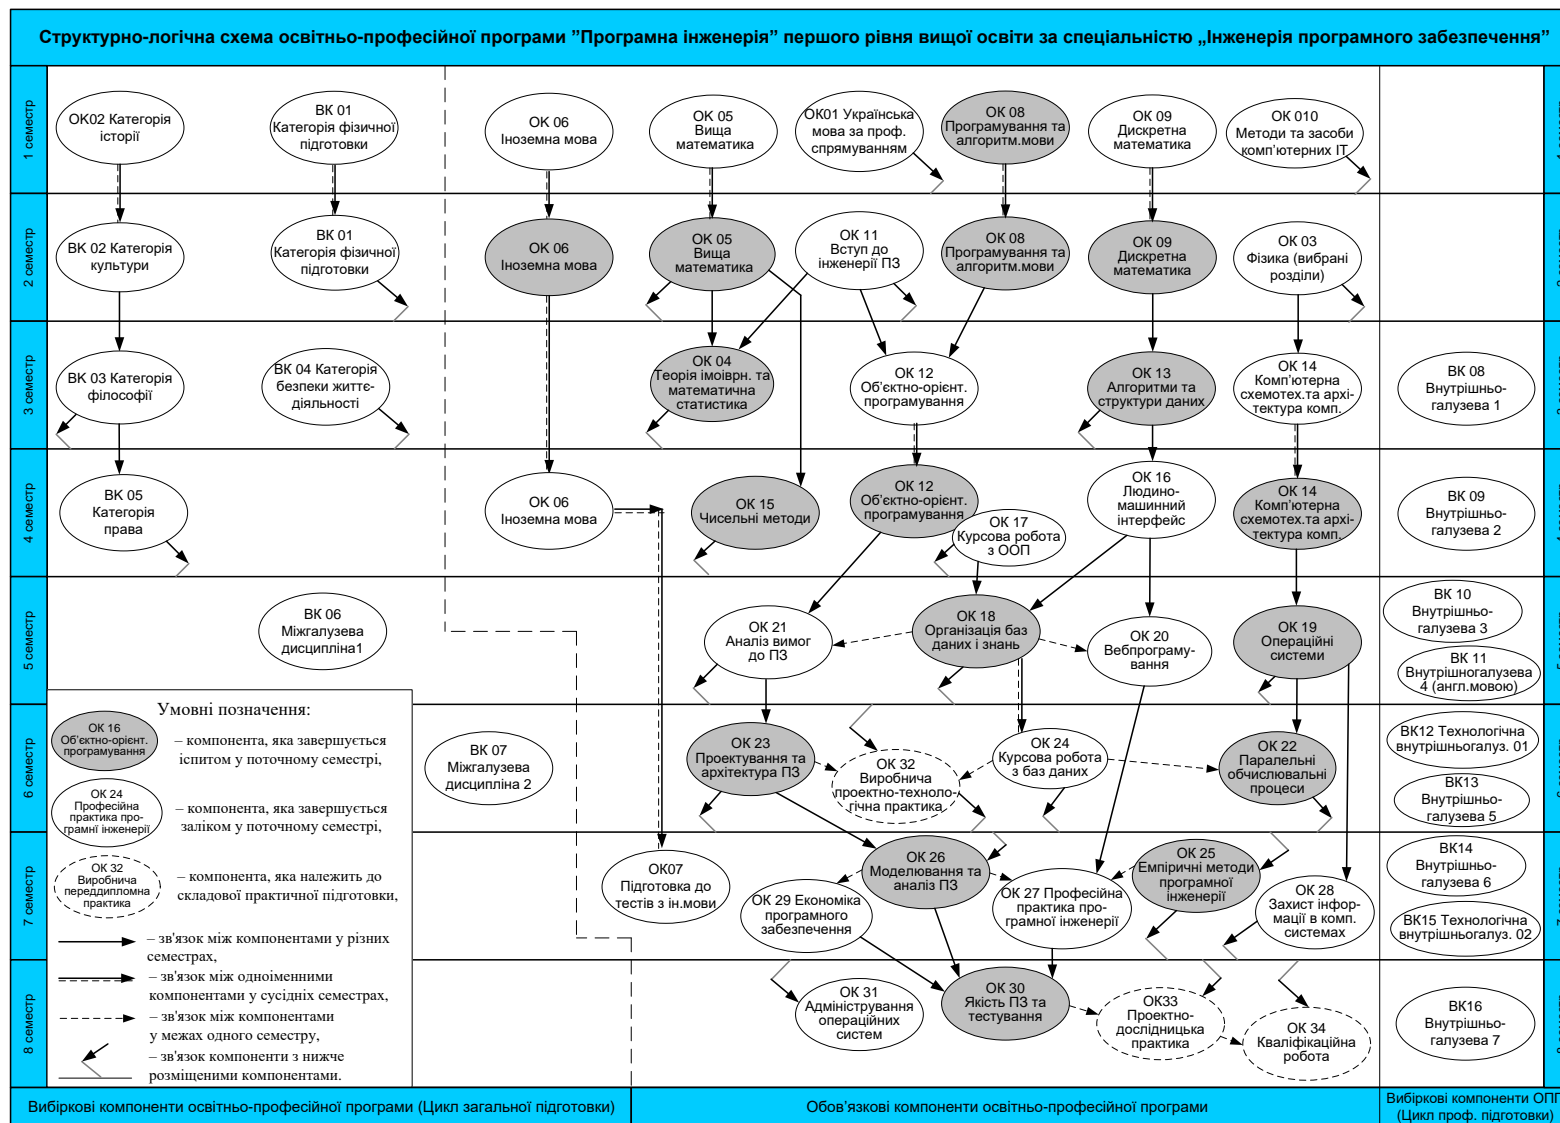 Структурно-логічна схема освітньо-професійної програми ”Програмна інженерія” першого рівня вищої освіти за спеціальністю „Інженерія програмного забезпечення”
1 семестр
ОК02 Категорія
історії
ВК 01
Категорія фізичної
підготовки
ОК 06
Іноземна мова
ОК 05
Вища
математика
ОК01 Українська
мова за проф.
спрямуванням
ОК 08
Програмування та
алгоритм.мови
ОК 09
Дискретна
математика
ОК 010
Методи та засоби
комп’ютерних ІТ
2 семестр
ВК 02 Категорія
культури
ВК 01
Категорія фізичної
підготовки
ОК 06
Іноземна мова
ОК 05
Вища
математика
ОК 11
Вступ до
інженерії ПЗ
ОК 08
Програмування та
алгоритм.мови
ОК 09
Дискретна
математика
ОК 03
Фізика (вибрані
розділи)
3 семестр
ВК 03 Категорія
філософії
ВК 04 Категорія
безпеки життє-
діяльності
ОК 04
Теорія імоіврн. та
математична
статистика
ОК 12
Об’єктно-орієнт.
програмування
ОК 13
Алгоритми та
структури даних
ОК 14
Комп’ютерна
схемотех.та архі-
тектура комп.
ВК 08
Внутрішньо-
галузева 1
4 семестр
ВК 05
Категорія
права
ОК 06
Іноземна мова
ОК 15
Чисельні методи
ОК 12
Об’єктно-орієнт.
програмування
ОК 17
Курсова робота
з ООП
ОК 16
Людино-
машинний
інтерфейс
ОК 14
Комп’ютерна
схемотех.та архі-
тектура комп.
ВК 09
Внутрішньо-
галузева 2
5 семестр
ВК 06
Міжгалузева
дисципліна1
ОК 21
Аналіз вимог
до ПЗ
ОК 18
Організація баз
даних і знань
ОК 20
Вебпрограму-
вання
ОК 19
Операційні
системи
ВК 10
Внутрішньо-
галузева 3
ВК 11
Внутрішногалузева
4 (англ.мовою)
6 семестр
ВК 07
Міжгалузева
дисципліна 2
ОК 23
Проектування та
архітектура ПЗ
ОК 32
Виробнича
проектно-техноло-
гічна практика
ОК 24
Курсова робота
з баз даних
ОК 22
Паралельні
обчислювальні
процеси
ВК12 Технологічна
внутрішньогалуз. 01
ВК13
Внутрішньо-
галузева 5
7 семестр
ОК07
Підготовка до
тестів з ін.мови
ОК 29 Економіка
програмного
забезпечення
ОК 26
Моделювання та
аналіз ПЗ
ОК 27 Професійна
практика про-
грамної інженерії
ОК 25
Емпіричні методи
програмної
інженерії
ОК 28
Захист інфор-
мації в комп.
системах
ВК14
Внутрішньо-
галузева 6
ВК15 Технологічна
внутрішньогалуз. 02
8 семестр
ОК 31
Адміністрування
операційних
систем
ОК 30
Якість ПЗ та
тестування
ОК33
Проектно-
дослідницька
практика
ОК 34
Кваліфікаційна
робота
ВК16
Внутрішньо-
галузева 7
Умовні позначення:
ОК 16
Об’єктно-орієнт.
програмування
– компонента, яка завершується
іспитом у поточному семестрі,
ОК 24
Професійна
практика про-
грамнї інженерії
– компонента, яка завершується
заліком у поточному семестрі,
ОК 32
Виробнича
переддипломна
практика
– компонента, яка належить до
складової практичної підготовки,
– зв'язок між компонентами у різних
семестрах,
– зв'язок між одноіменними
компонентами у сусідніх семестрах,
– зв'язок між компонентами
у межах одного семестру,
– зв'язок компоненти з нижче
розміщеними компонентами.
Вибіркові компоненти освітньо-професійної програми (Цикл загальної підготовки)
Обов’язкові компоненти освітньо-професійної програми
Вибіркові компоненти ОПП
(Цикл проф. підготовки)